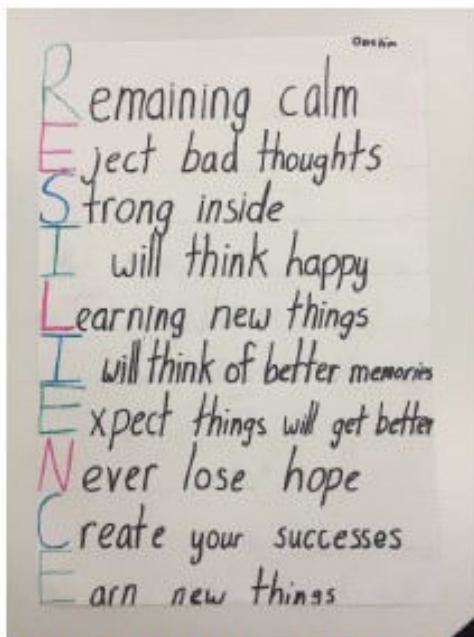 Remaining calm
Eject bad thoughts
Strong inside
I will think happy
Learning new things
I will think of better memories
Expect things will get better
Never lose hope
Create your successes
Earn new things